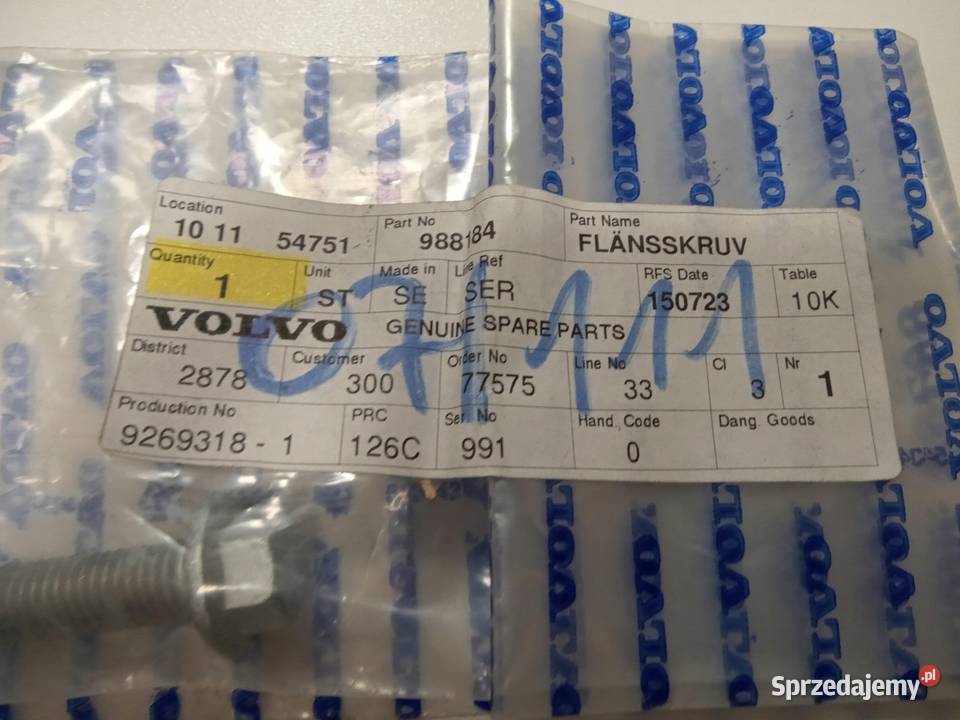 Location Part No Part Name
10 11 54751 988184 FLÄNSSKRUV
Quantity Unit Made in Line Ref RFS Date Table
1 ST SE SER 150723 10K
VOLVO GENUINE SPARE PARTS
District Customer Order No Line No Cl Nr
2878 300 77575 33 3 1
Production No PRC Ser. No Hand. Code Dang. Goods
9269318 - 1 126C 991 0
VOLVO
Sprzedajemy.pl